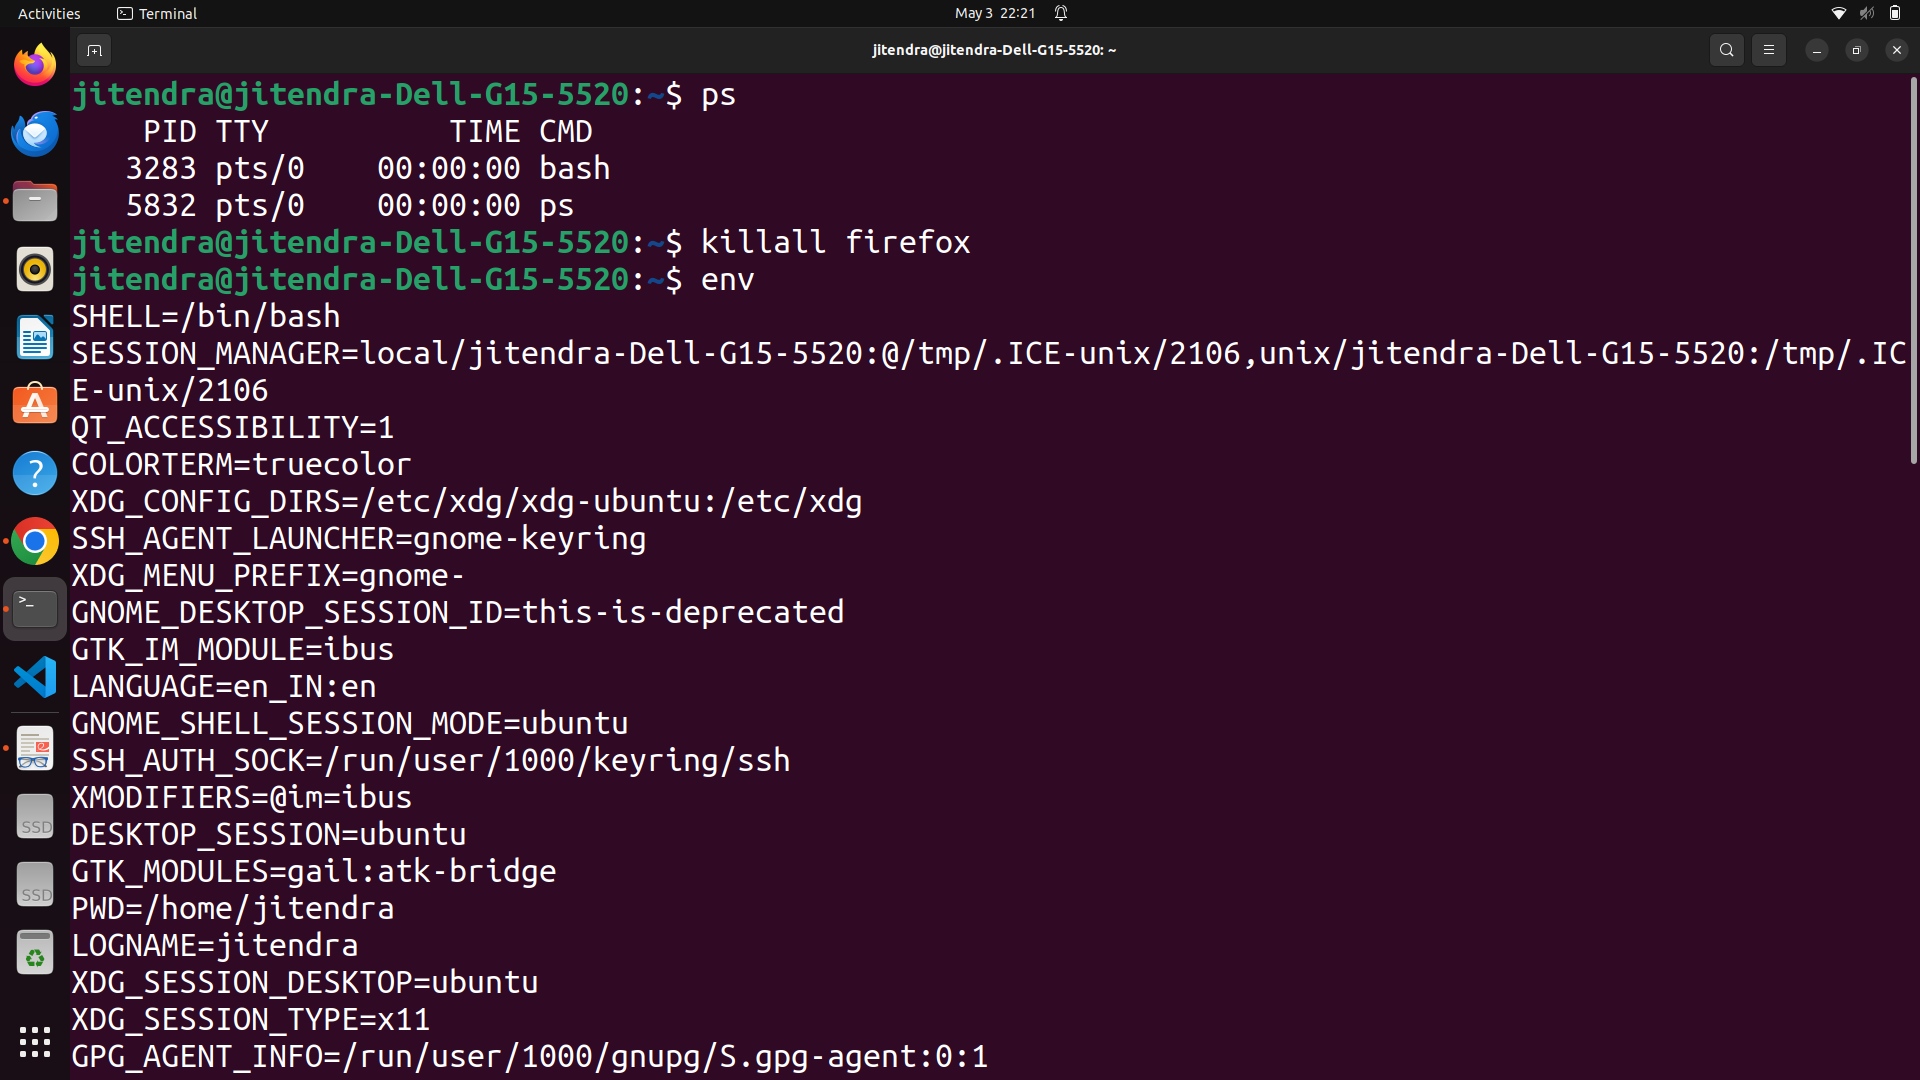 Activities
Terminal
May 3 22:21
jitendra@jitendra-Dell-G15-5520: ~
jitendra@jitendra-Dell-G15-5520:~$ ps
    PID TTY          TIME CMD
   3283 pts/0    00:00:00 bash
   5832 pts/0    00:00:00 ps
jitendra@jitendra-Dell-G15-5520:~$ killall firefox
jitendra@jitendra-Dell-G15-5520:~$ env
SHELL=/bin/bash
SESSION_MANAGER=local/jitendra-Dell-G15-5520:@/tmp/.ICE-unix/2106,unix/jitendra-Dell-G15-5520:/tmp/.IC
E-unix/2106
QT_ACCESSIBILITY=1
COLORTERM=truecolor
XDG_CONFIG_DIRS=/etc/xdg/xdg-ubuntu:/etc/xdg
SSH_AGENT_LAUNCHER=gnome-keyring
XDG_MENU_PREFIX=gnome-
GNOME_DESKTOP_SESSION_ID=this-is-deprecated
GTK_IM_MODULE=ibus
LANGUAGE=en_IN:en
GNOME_SHELL_SESSION_MODE=ubuntu
SSH_AUTH_SOCK=/run/user/1000/keyring/ssh
XMODIFIERS=@im=ibus
DESKTOP_SESSION=ubuntu
GTK_MODULES=gail:atk-bridge
PWD=/home/jitendra
LOGNAME=jitendra
XDG_SESSION_DESKTOP=ubuntu
XDG_SESSION_TYPE=x11
GPG_AGENT_INFO=/run/user/1000/gnupg/S.gpg-agent:0:1
SSD
SSD